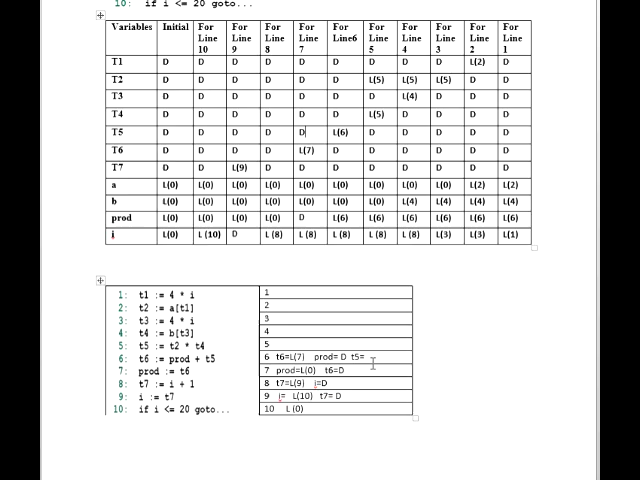 10: if i <= 20 goto...
Variables Initial For Line 10 For Line 9 For Line 8 For Line 7 For Line6 For Line 5 For Line 4 For Line 3 For Line 2 For Line 1
T1 D D D D D D D D D L(2) D
T2 D D D D D D L(5) L(5) L(5) D D
T3 D D D D D D D L(4) D D D
T4 D D D D D D L(5) D D D D
T5 D D D D D L(6) D D D D D
T6 D D D D L(7) D D D D D D
T7 D D L(9) D D D D D D D D
a L(0) L(0) L(0) L(0) L(0) L(0) L(0) L(0) L(0) L(2) L(2)
b L(0) L(0) L(0) L(0) L(0) L(0) L(0) L(4) L(4) L(4) L(4)
prod L(0) L(0) L(0) L(0) D L(6) L(6) L(6) L(6) L(6) L(6)
i L(0) L (10) D L (8) L (8) L (8) L (8) L (8) L(3) L(3) L(1)
1: t1 := 4 * i 1
2: t2 := a[t1] 2
3: t3 := 4 * i 3
4: t4 := b[t3] 4
5: t5 := t2 * t4 5
6: t6 := prod + t5 6 t6=L(7) prod= D t5=
7: prod := t6 7 prod=L(0) t6=D
8: t7 := i + 1 8 t7=L(9) i=D
9: i := t7 9 i= L(10) t7= D
10: if i <= 20 goto... 10 L (0)